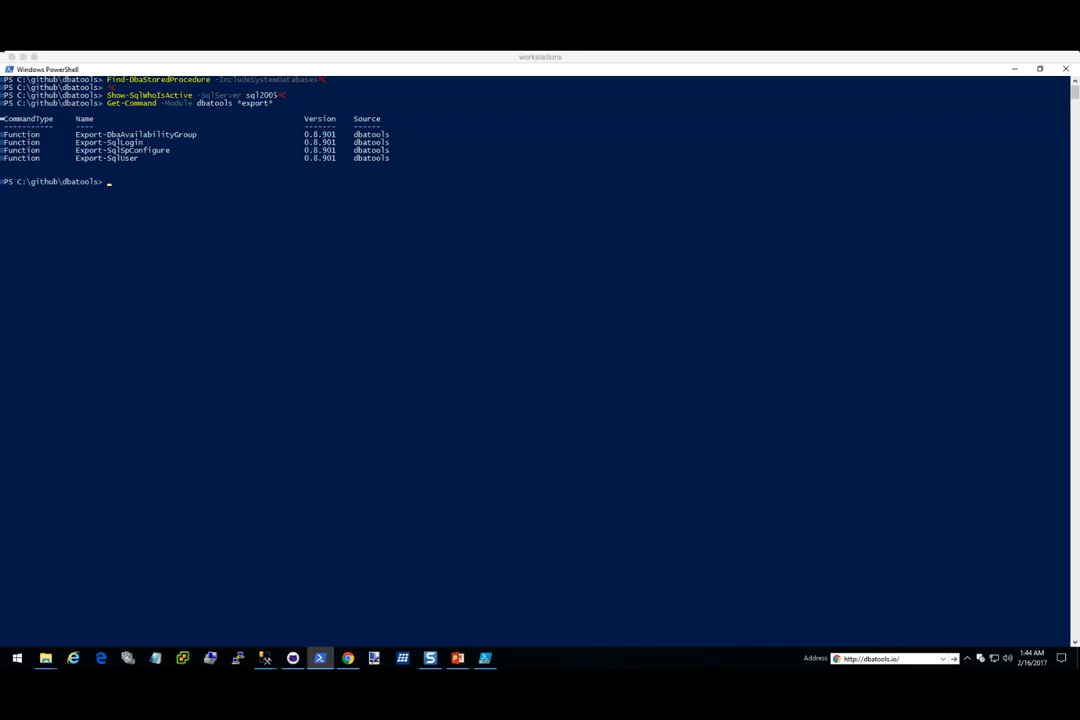 workstationx
Windows PowerShell
PS C:\github\dbatools> Find-DbaStoredProcedure -IncludeSystemDatabases^C
PS C:\github\dbatools> ^C
PS C:\github\dbatools> Show-SqlWhoIsActive -SqlServer sql2005^C
PS C:\github\dbatools> Get-Command -Module dbatools *export*
CommandType Name Version Source
----------- ---- ------- ------
Function Export-DbaAvailabilityGroup 0.8.901 dbatools
Function Export-SqlLogin 0.8.901 dbatools
Function Export-SqlSpConfigure 0.8.901 dbatools
Function Export-SqlUser 0.8.901 dbatools
PS C:\github\dbatools> _
Address http://dbatools.io/
1:44 AM
2/16/2017